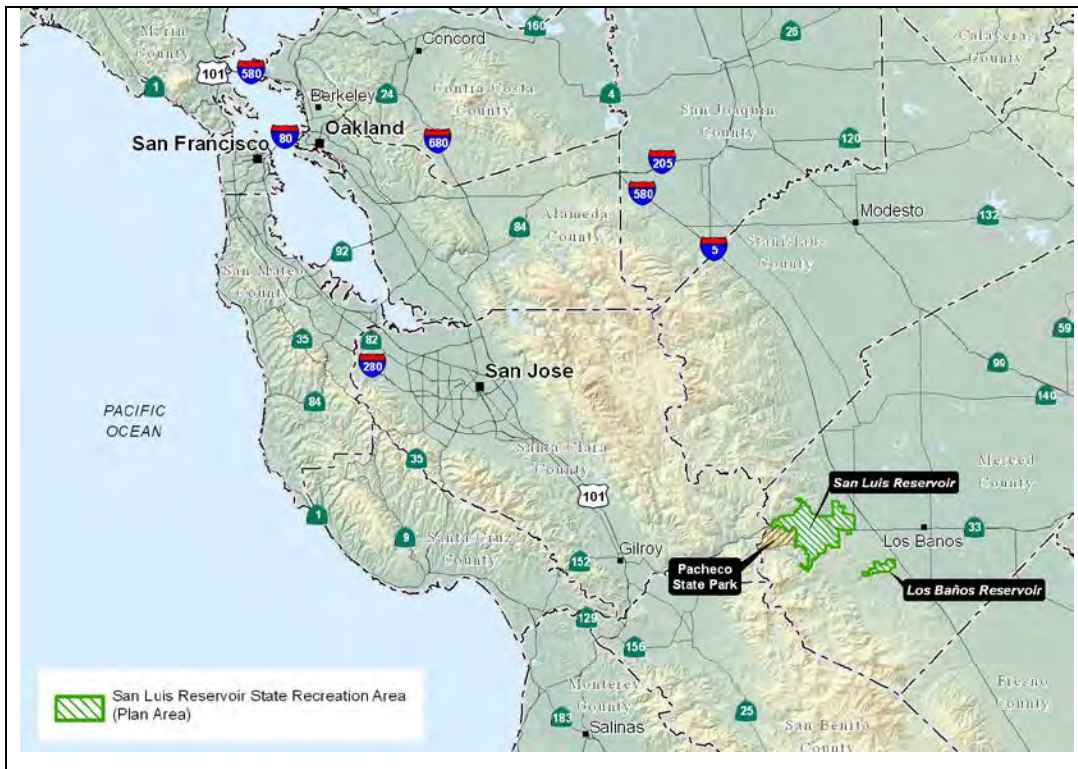 160
26
Calaveras
County
Marin
County
Concord
101
580
1
24
Contra Costa
County
4
Berkeley
San Joaquin
County
80
Oakland
680
120
San Francisco
205
580
Alameda
County
84
Modesto
132
5
Stanislaus
County
92
San Mateo
County
35
82
280
59
99
140
San Jose
84
PACIFIC
OCEAN
35
Santa Clara
County
Merced
County
San Luis Reservoir
101
1
9
Santa Cruz
County
33
Los Banos
152
Gilroy
Pacheco
State Park
Los Baños Reservoir
129
156
Monterey
County
Fresno
County
183
Salinas
25
San Benito
County
San Luis Reservoir State Recreation Area
(Plan Area)